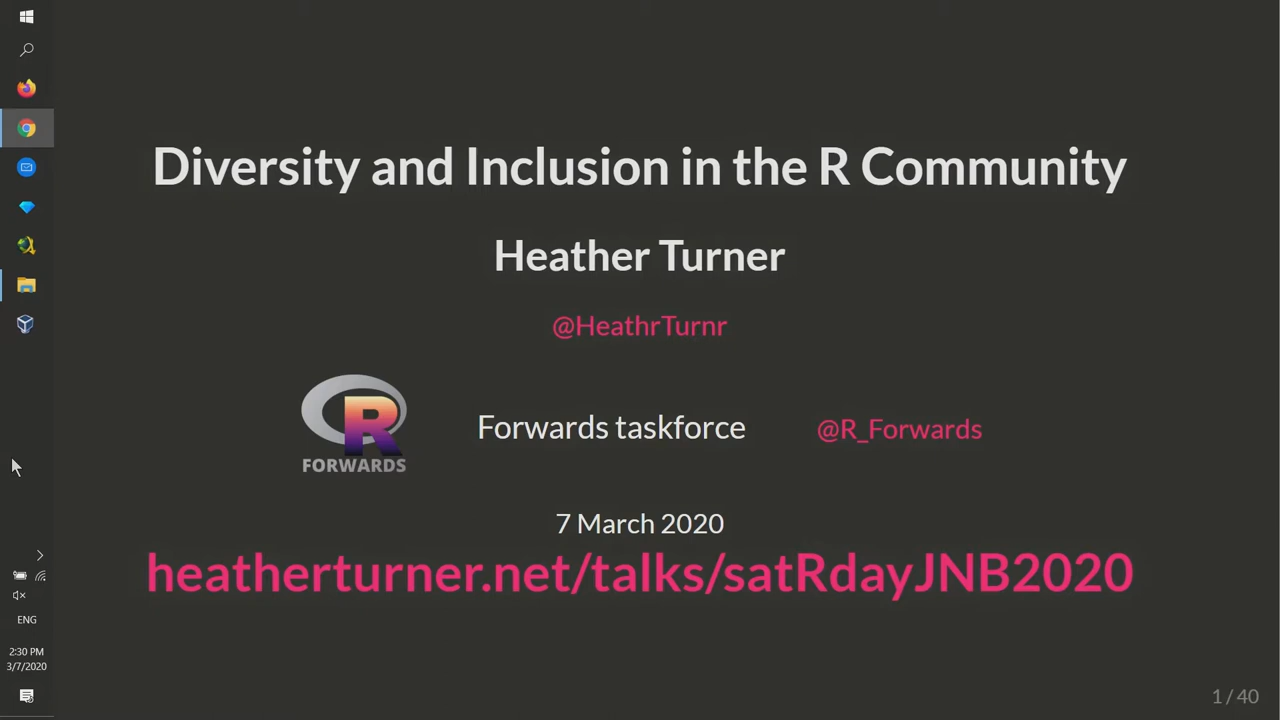 Diversity and Inclusion in the R Community
Heather Turner
@HeathrTurnr
R
FORWARDS
Forwards taskforce
@R_Forwards
7 March 2020
heatherturner.net/talks/satRdayJNB2020
ENG
2:30 PM
3/7/2020
1 / 40